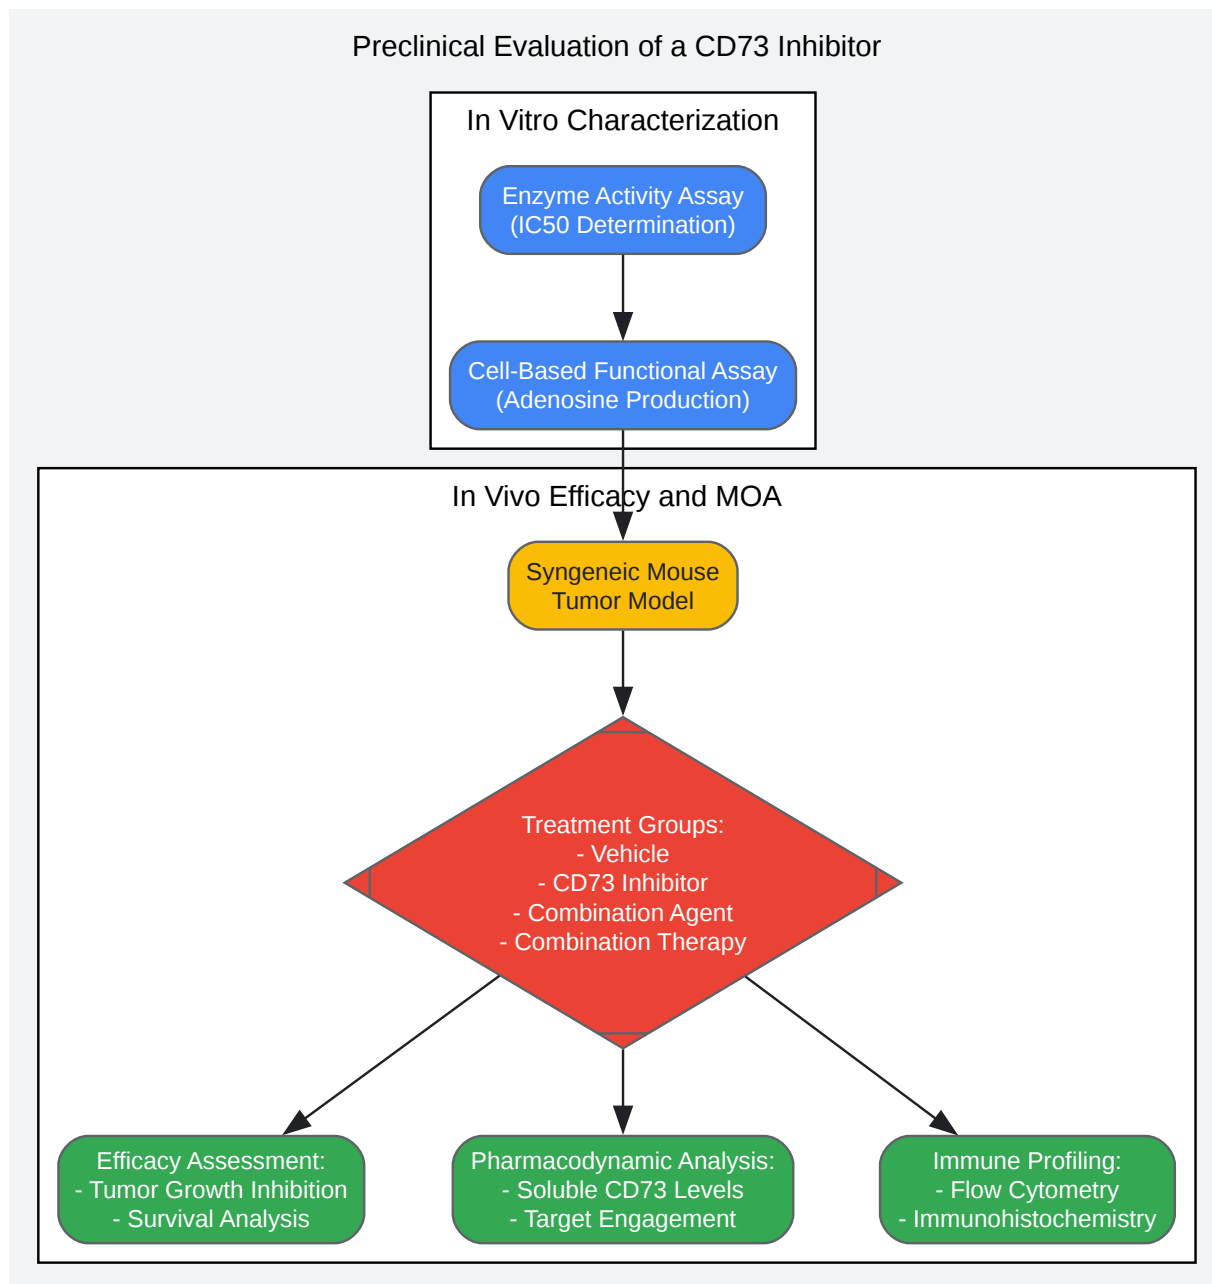 Preclinical Evaluation of a CD73 Inhibitor
In Vitro Characterization
Enzyme Activity Assay
(IC50 Determination)
Cell-Based Functional Assay
(Adenosine Production)
In Vivo Efficacy and MOA
Syngeneic Mouse
Tumor Model
Treatment Groups:
- Vehicle
- CD73 Inhibitor
- Combination Agent
- Combination Therapy
Efficacy Assessment:
- Tumor Growth Inhibition
- Survival Analysis
Pharmacodynamic Analysis:
- Soluble CD73 Levels
- Target Engagement
Immune Profiling:
- Flow Cytometry
- Immunohistochemistry